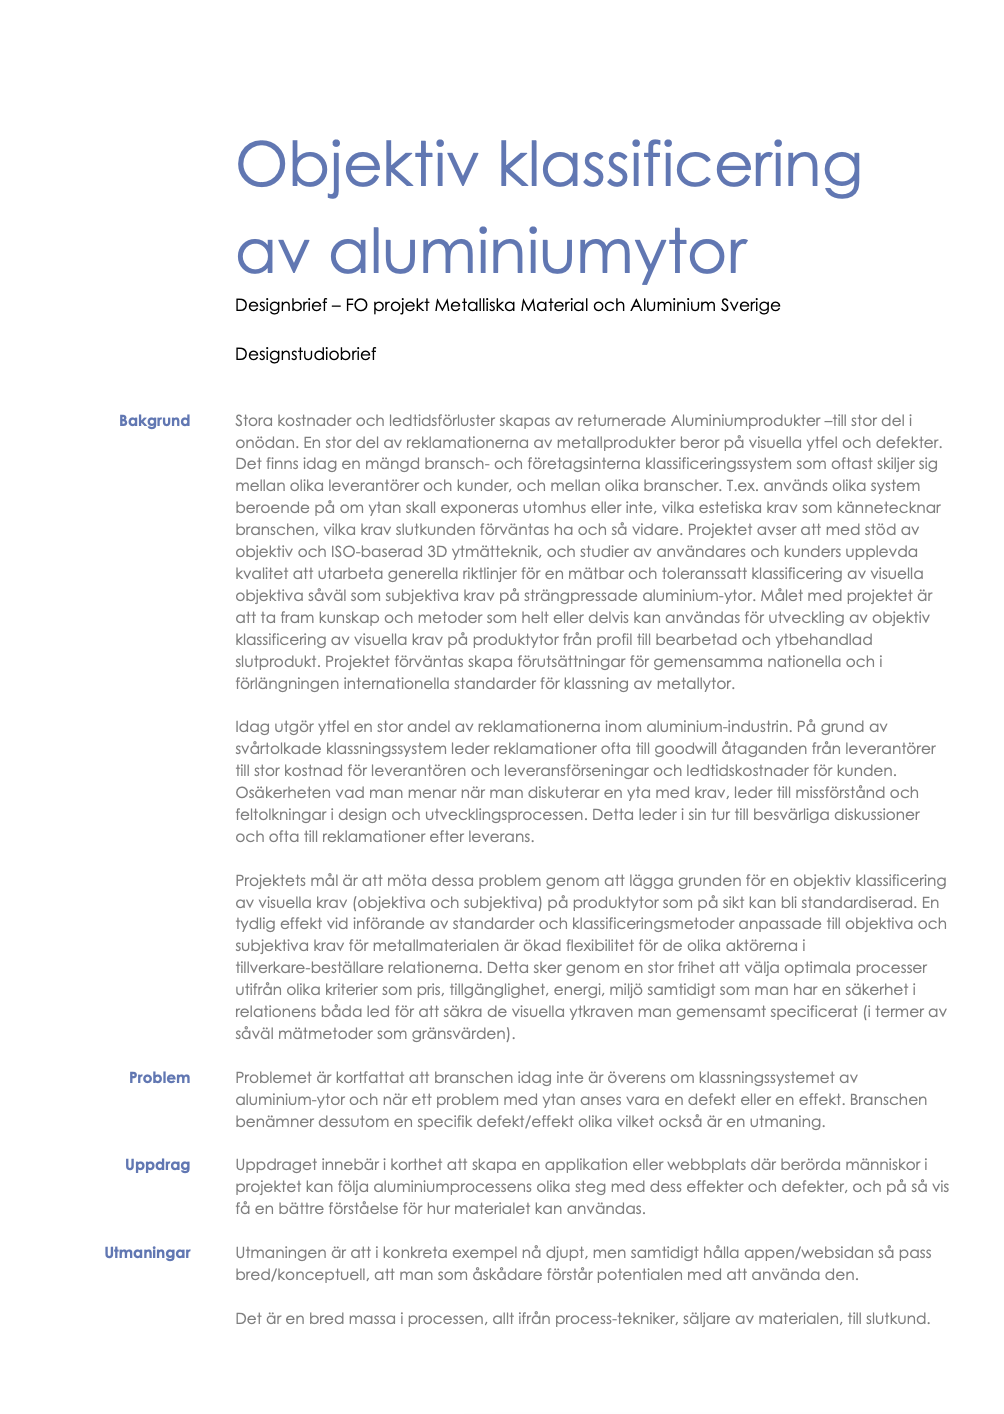 Objektiv klassificering
av aluminiumytor
Designbrief – FO projekt Metalliska Material och Aluminium Sverige
Designstudiobrief
Bakgrund
Stora kostnader och ledtidsförluster skapas av returnerade Aluminiumprodukter –till stor del i
onödan. En stor del av reklamationerna av metallprodukter beror på visuella ytfel och defekter.
Det finns idag en mängd bransch- och företagsinterna klassificeringssystem som oftast skiljer sig
mellan olika leverantörer och kunder, och mellan olika branscher. T.ex. används olika system
beroende på om ytan skall exponeras utomhus eller inte, vilka estetiska krav som kännetecknar
branschen, vilka krav slutkunden förväntas ha och så vidare. Projektet avser att med stöd av
objektiv och ISO-baserad 3D ytmätteknik, och studier av användares och kunders upplevda
kvalitet att utarbeta generella riktlinjer för en mätbar och toleranssatt klassificering av visuella
objektiva såväl som subjektiva krav på strängpressade aluminium-ytor. Målet med projektet är
att ta fram kunskap och metoder som helt eller delvis kan användas för utveckling av objektiv
klassificering av visuella krav på produktytor från profil till bearbetad och ytbehandlad
slutprodukt. Projektet förväntas skapa förutsättningar för gemensamma nationella och i
förlängningen internationella standarder för klassning av metallytor.
Idag utgör ytfel en stor andel av reklamationerna inom aluminium-industrin. På grund av
svårtolkade klassningssystem leder reklamationer ofta till goodwill åtaganden från leverantörer
till stor kostnad för leverantören och leveransförseningar och ledtidskostnader för kunden.
Osäkerheten vad man menar när man diskuterar en yta med krav, leder till missförstånd och
feltolkningar i design och utvecklingsprocessen. Detta leder i sin tur till besvärliga diskussioner
och ofta till reklamationer efter leverans.
Projektets mål är att möta dessa problem genom att lägga grunden för en objektiv klassificering
av visuella krav (objektiva och subjektiva) på produktytor som på sikt kan bli standardiserad. En
tydlig effekt vid införande av standarder och klassificeringsmetoder anpassade till objektiva och
subjektiva krav för metallmaterialen är ökad flexibilitet för de olika aktörerna i
tillverkare-beställare relationerna. Detta sker genom en stor frihet att välja optimala processer
utifrån olika kriterier som pris, tillgänglighet, energi, miljö samtidigt som man har en säkerhet i
relationens båda led för att säkra de visuella ytkraven man gemensamt specificerat (i termer av
såväl mätmetoder som gränsvärden).
Problem
Problemet är kortfattat att branschen idag inte är överens om klassningssystemet av
aluminium-ytor och när ett problem med ytan anses vara en defekt eller en effekt. Branschen
benämner dessutom en specifik defekt/effekt olika vilket också är en utmaning.
Uppdrag
Uppdraget innebär i korthet att skapa en applikation eller webbplats där berörda människor i
projektet kan följa aluminiumprocessens olika steg med dess effekter och defekter, och på så vis
få en bättre förståelse för hur materialet kan användas.
Utmaningar
Utmaningen är att i konkreta exempel nå djupt, men samtidigt hålla appen/websidan så pass
bred/konceptuell, att man som åskådare förstår potentialen med att använda den.
Det är en bred massa i processen, allt ifrån process-tekniker, säljare av materialen, till slutkund.